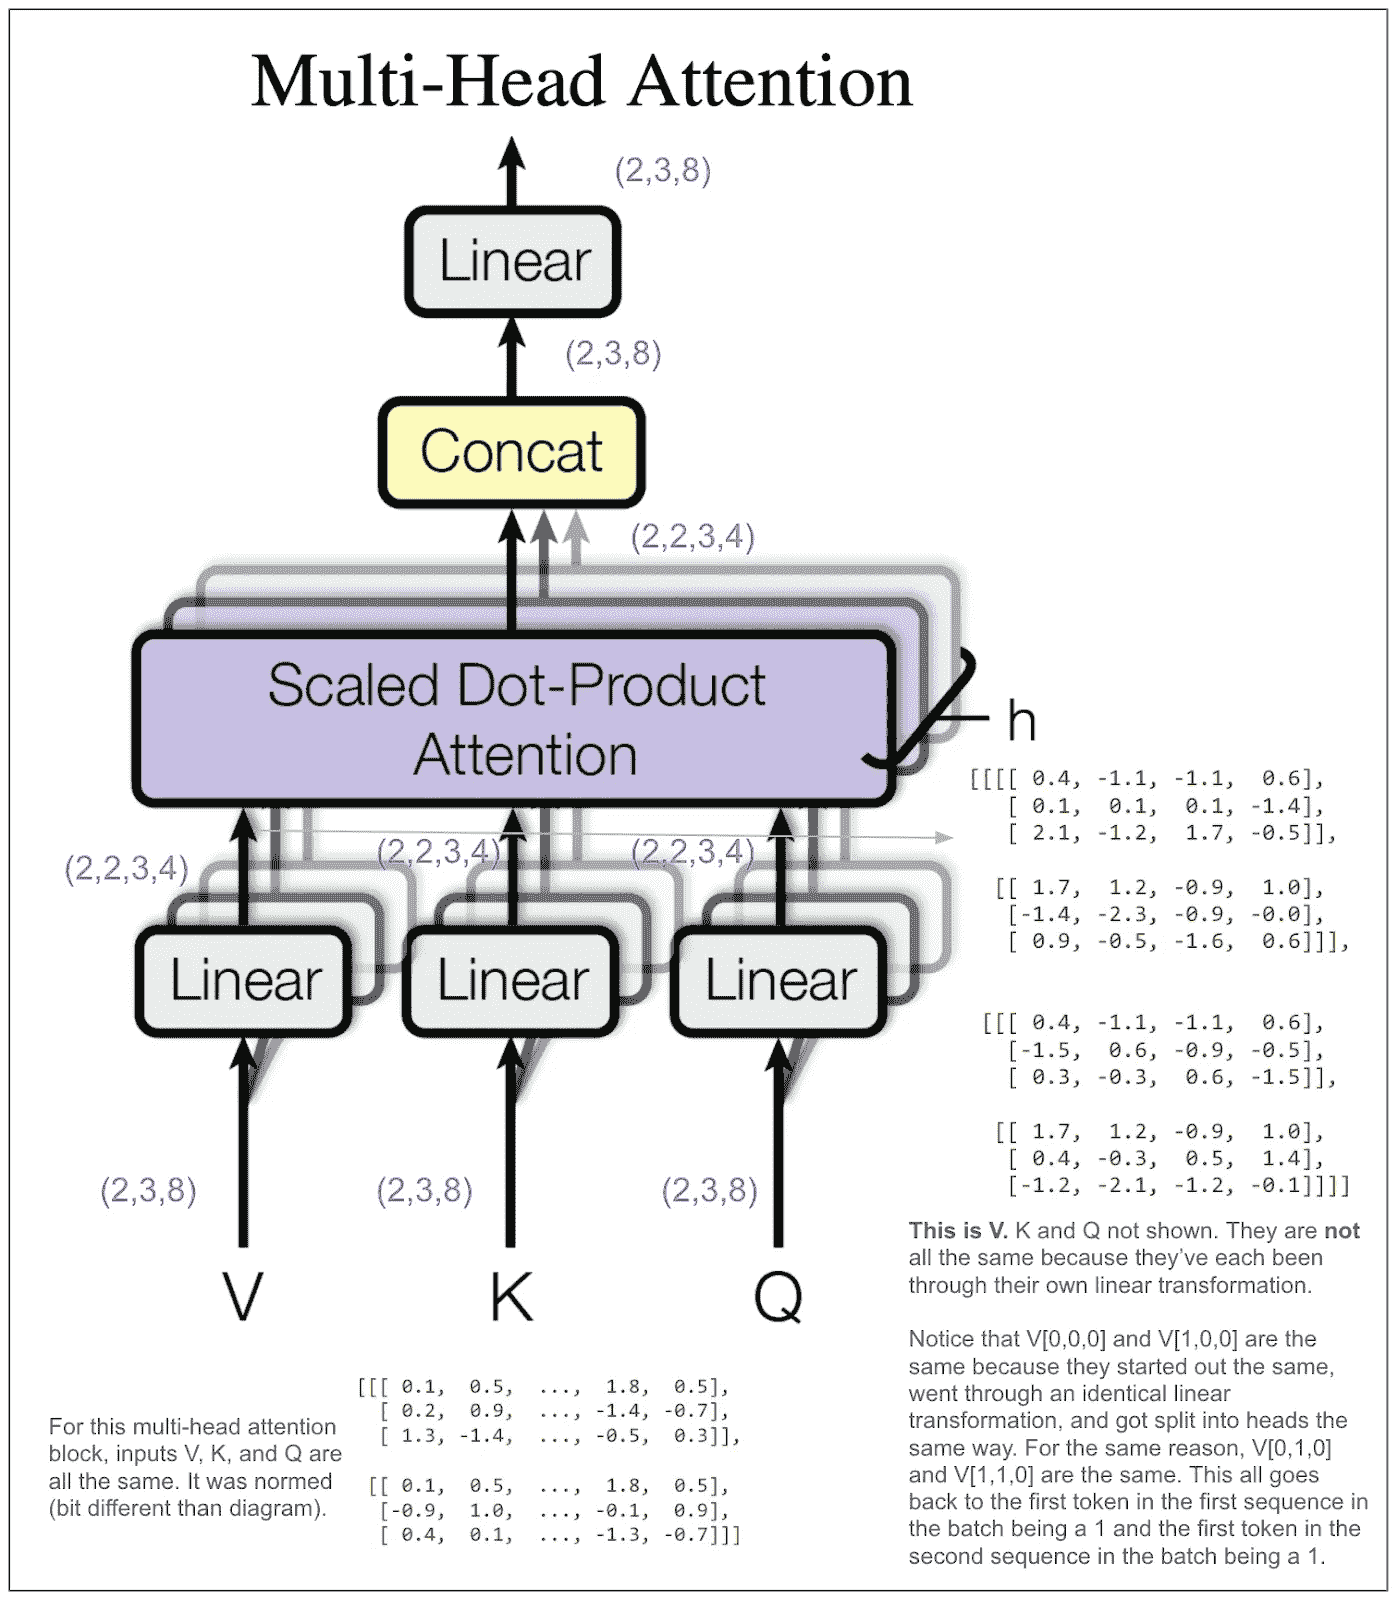 Multi-Head Attention
(2,3,8)
Linear
(2,3,8)
Concat
(2,2,3,4)
Scaled Dot-Product
Attention
h
(2,2,3,4)
(2,2,3,4)
(2,2,3,4)
Linear
Linear
Linear
(2,3,8)
(2,3,8)
(2,3,8)
V
K
Q
[[[[ 0.4, -1.1, -1.1, 0.6],
[ 0.1, 0.1, 0.1, -1.4],
[ 2.1, -1.2, 1.7, -0.5]],
[[ 1.7, 1.2, -0.9, 1.0],
[-1.4, -2.3, -0.9, -0.0],
[ 0.9, -0.5, -1.6, 0.6]]],
[[[ 0.4, -1.1, -1.1, 0.6],
[-1.5, 0.6, -0.9, -0.5],
[ 0.3, -0.3, 0.6, -1.5]],
[[ 1.7, 1.2, -0.9, 1.0],
[ 0.4, -0.3, 0.5, 1.4],
[-1.2, -2.1, -1.2, -0.1]]]]
This is V. K and Q not shown. They are not
all the same because they've each been
through their own linear transformation.
Notice that V[0,0,0] and V[1,0,0] are the
same because they started out the same,
went through an identical linear
transformation, and got split into heads the
same way. For the same reason, V[0,1,0]
and V[1,1,0] are the same. This all goes
back to the first token in the first sequence in
the batch being a 1 and the first token in the
second sequence in the batch being a 1.
For this multi-head attention
block, inputs V, K, and Q are
all the same. It was normed
(bit different than diagram).
[[[ 0.1, 0.5, ..., 1.8, 0.5],
[ 0.2, 0.9, ..., -1.4, -0.7],
[ 1.3, -1.4, ..., -0.5, 0.3]],
[[ 0.1, 0.5, ..., 1.8, 0.5],
[-0.9, 1.0, ..., -0.1, 0.9],
[ 0.4, 0.1, ..., -1.3, -0.7]]]